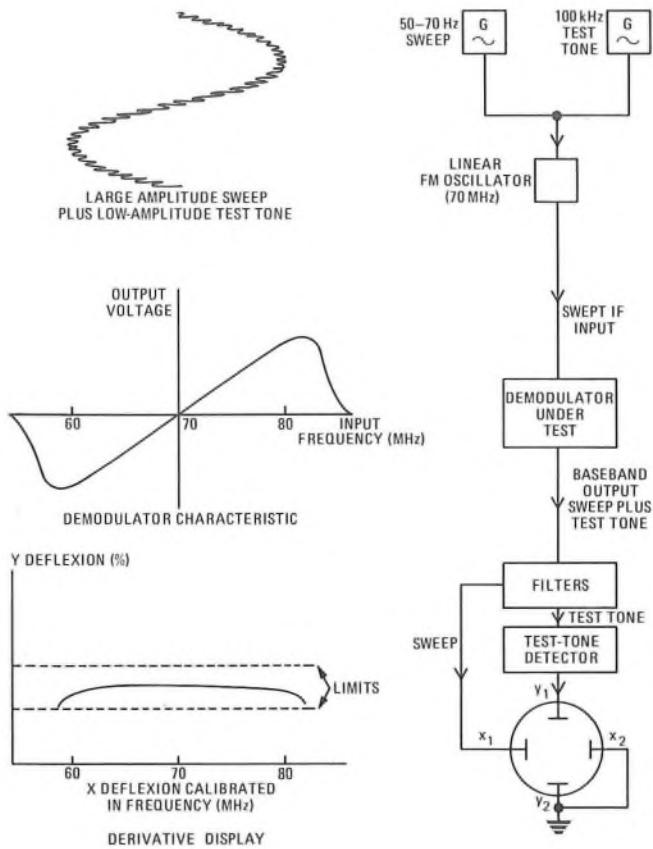 LARGE AMPLITUDE SWEEP
PLUS LOW-AMPLITUDE TEST TONE
OUTPUT
VOLTAGE
60
70
80
INPUT
FREQUENCY (MHz)
DEMODULATOR CHARACTERISTIC
Y DEFLEXION (%)
LIMITS
60
70
80
X DEFLEXION CALIBRATED
IN FREQUENCY (MHz)
DERIVATIVE DISPLAY
50–70 Hz
SWEEP
G
100 kHz
TEST
TONE
G
LINEAR
FM OSCILLATOR
(70 MHz)
SWEPT IF
INPUT
DEMODULATOR
UNDER
TEST
BASEBAND
OUTPUT
SWEEP PLUS
TEST TONE
FILTERS
TEST TONE
SWEEP
TEST-TONE
DETECTOR
y1
x1
x2
y2